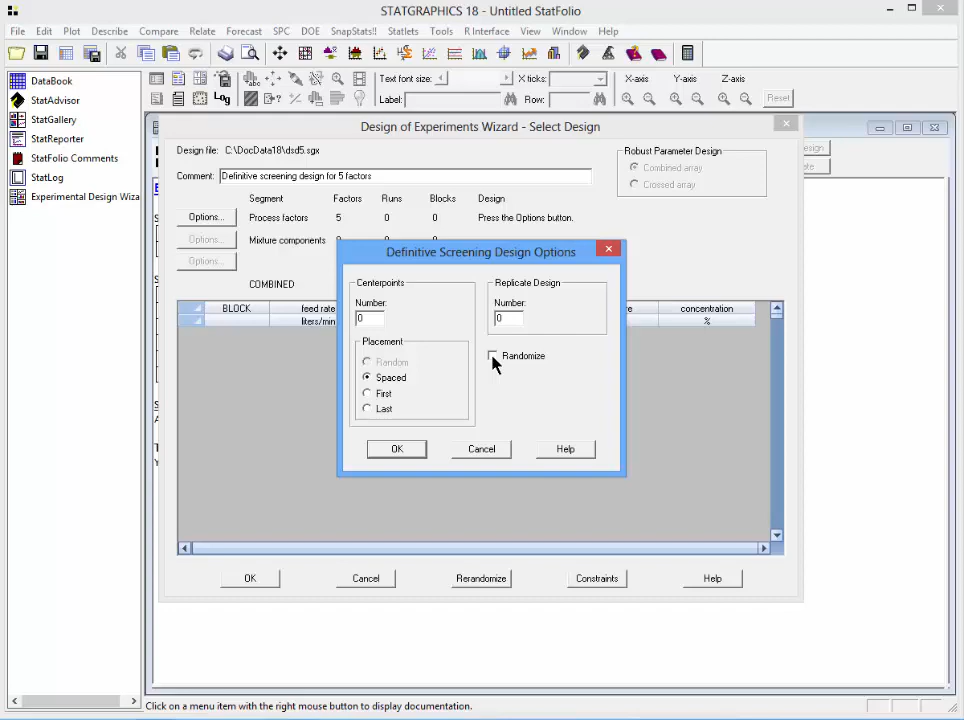 STATGRAPHICS 18 - Untitled StatFolio
File Edit Plot Describe Compare Relate Forecast SPC DOE SnapStats!! Statlets Tools R Interface View Window Help
Text font size: X ticks: X-axis Y-axis Z-axis
Log Label: Row: Reset
DataBook
StatAdvisor
StatGallery
StatReporter
StatFolio Comments
StatLog
Experimental Design Wiza
Design of Experiments Wizard - Select Design
Design file: C:\DocData18\dsd5.sgx
Comment: Definitive screening design for 5 factors
Robust Parameter Design
Combined array
Crossed array
Segment Factors Runs Blocks Design
Options... Process factors 5 0 0 Press the Options button.
Options... Mixture components
Options...
COMBINED
BLOCK feed rate concentration
liters/min %
Definitive Screening Design Options
Centerpoints
Number:
0
Placement
Random
Spaced
First
Last
Replicate Design
Number:
0
Randomize
OK Cancel Help
OK Cancel Rerandomize Constraints Help
Click on a menu item with the right mouse button to display documentation.